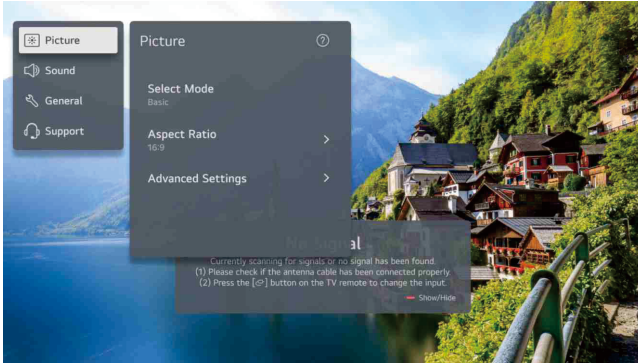 Picture
Sound
General
Support
Picture
?
Select Mode
Basic
Aspect Ratio
16:9
Advanced Settings
No Signal
Currently scanning for signals or no signal has been found.
(1) Please check if the antenna cable has been connected properly.
(2) Press the [] button on the TV remote to change the input.
Show/Hide